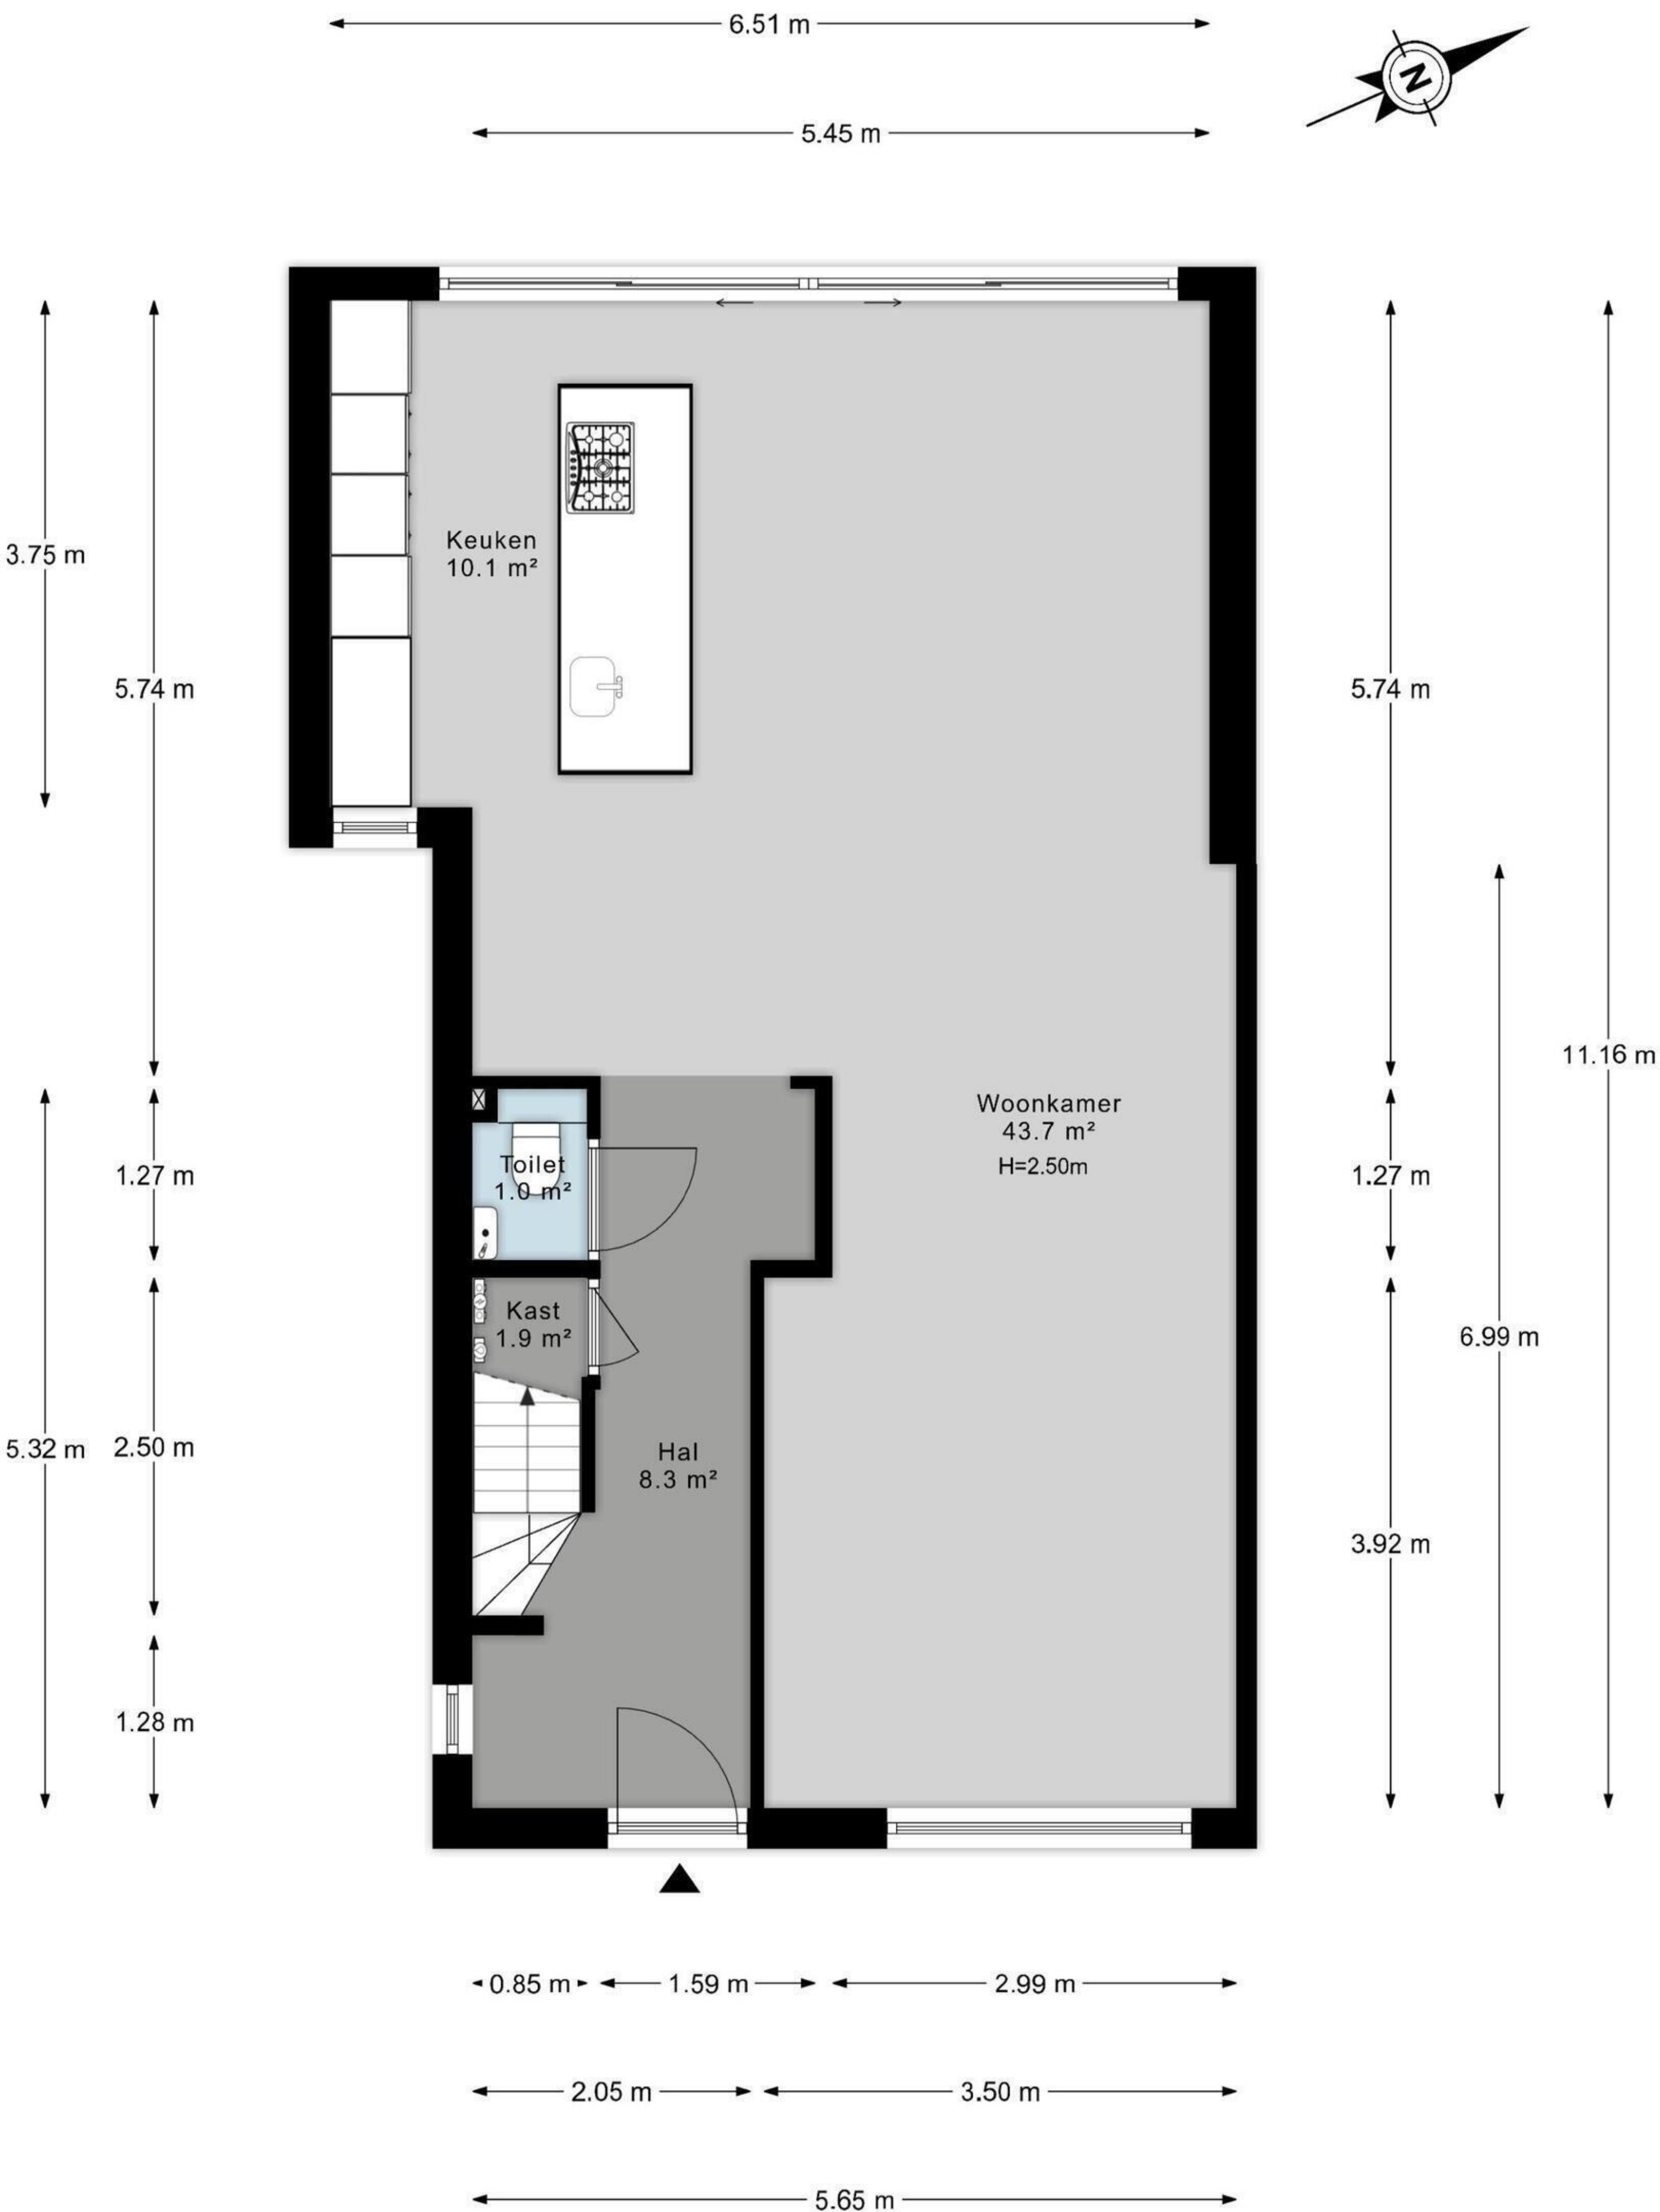 6.51 m
N
5.45 m
Keuken
10.1 m²
3.75 m
5.74 m
5.74 m
11.16 m
Woonkamer
43.7 m²
H=2.50m
Toilet
1.0 m²
1.27 m
1.27 m
Kast
1.9 m²
6.99 m
Hal
8.3 m²
5.32 m
2.50 m
3.92 m
1.28 m
0.85 m
1.59 m
2.99 m
2.05 m
3.50 m
5.65 m